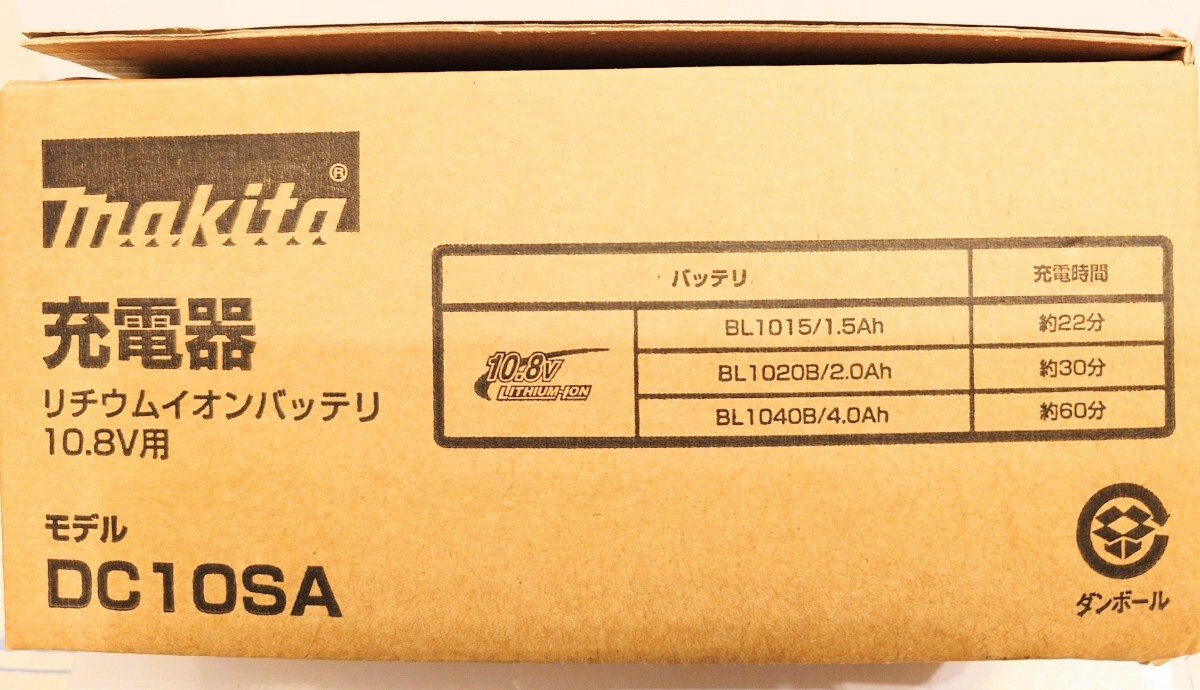 makita®
充電器
リチウムイオンバッテリ
10.8V用
モデル
DC10SA
バッテリ 充電時間
10.8V
LITHIUM-ION
BL1015/1.5Ah 約22分
BL1020B/2.0Ah 約30分
BL1040B/4.0Ah 約60分
ダンボール